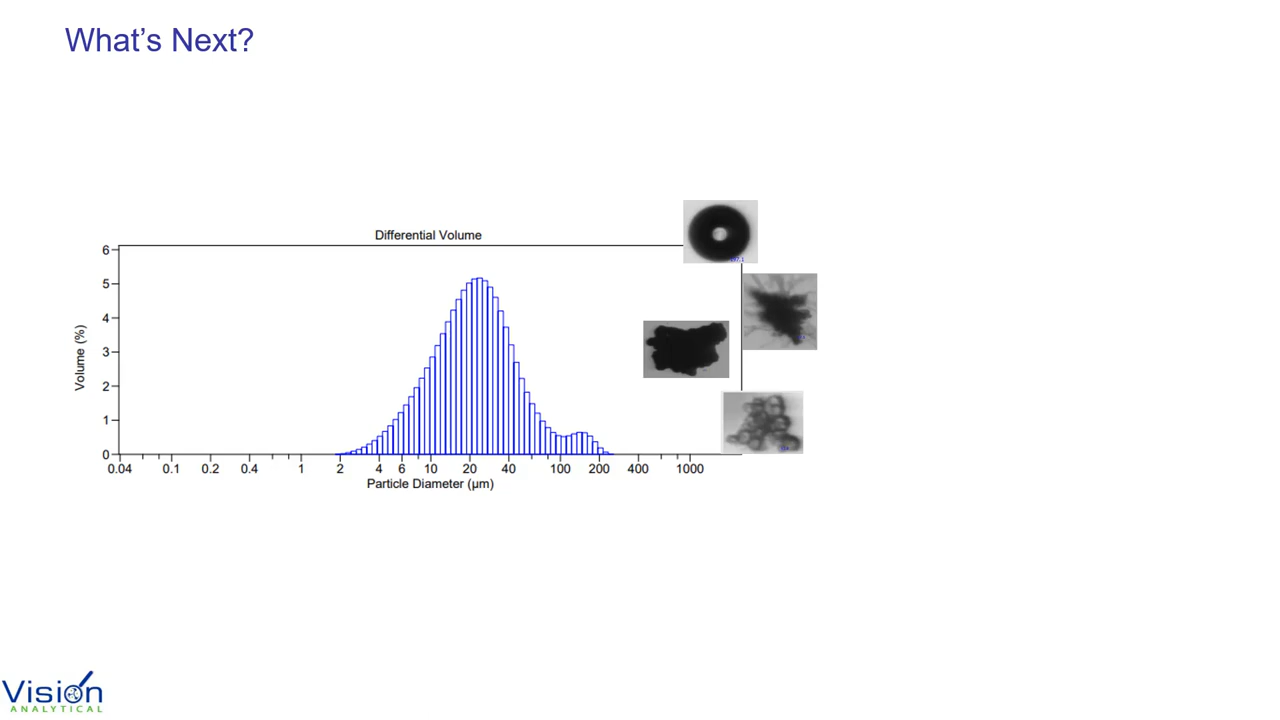 What's Next?
Differential Volume
6
5
4
3
2
1
0
Volume (%)
0.04 0.1 0.2 0.4 1 2 4 6 10 20 40 100 200 400 1000
Particle Diameter (µm)
Vision
ANALYTICAL